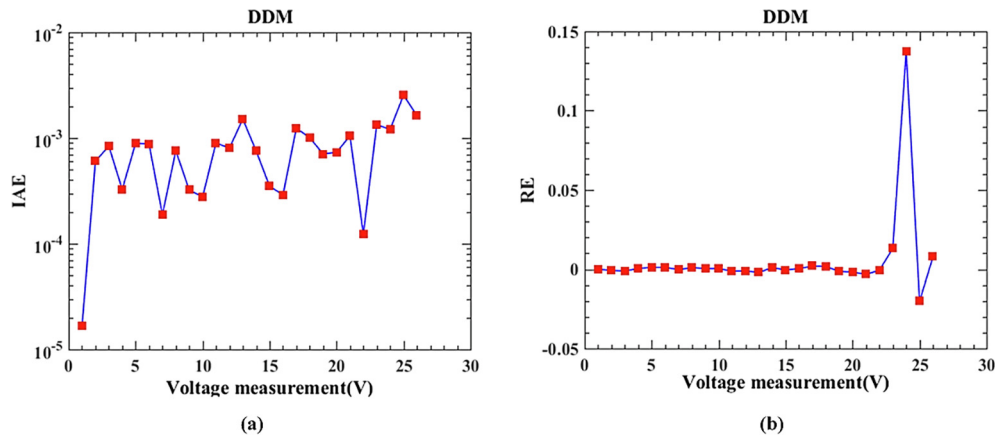 DDM
IAE
10^-2
10^-3
10^-4
10^-5
0 5 10 15 20 25 30
Voltage measurement(V)
(a)
DDM
RE
0.15
0.1
0.05
0
-0.05
0 5 10 15 20 25 30
Voltage measurement(V)
(b)